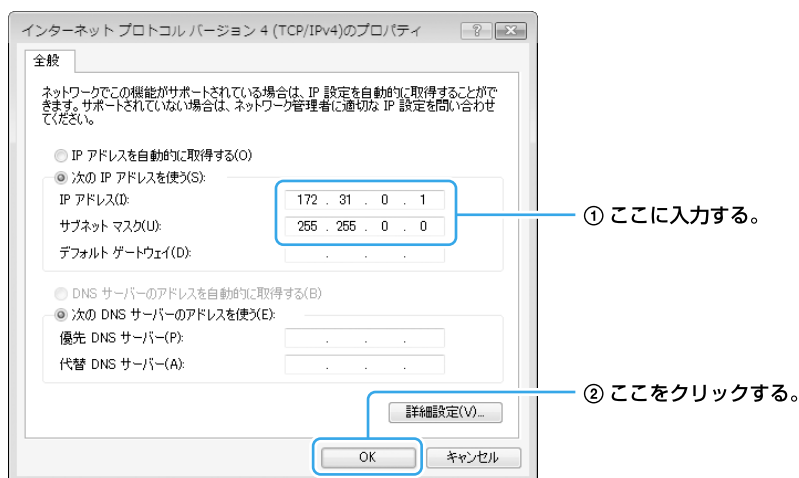 インターネット プロトコル バージョン 4 (TCP/IPv4)のプロパティ
全般
ネットワークでこの機能がサポートされている場合は、IP 設定を自動的に取得することがで
きます。サポートされていない場合は、ネットワーク管理者に適切な IP 設定を問い合わせ
てください。
IP アドレスを自動的に取得する(O)
次の IP アドレスを使う(S):
IP アドレス(I): 172 . 31 . 0 . 1
① ここに入力する。
サブネット マスク(U): 255 . 255 . 0 . 0
デフォルト ゲートウェイ(D): . . .
DNS サーバーのアドレスを自動的に取得する(B)
次の DNS サーバーのアドレスを使う(E):
優先 DNS サーバー(P): . . .
代替 DNS サーバー(A): . . .
② ここをクリックする。
詳細設定(V)...
OK キャンセル